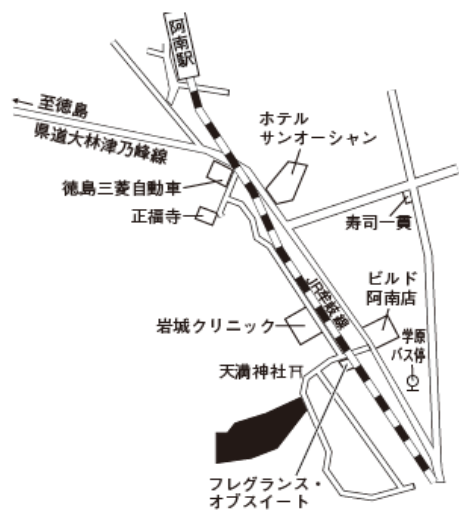 阿南駅
至徳島
県道大林津乃峰線
ホテル
サンオーシャン
徳島三菱自動車
正福寺
寿司一貫
JR牟岐線
ビルド
阿南店
岩城クリニック
学原
バス停
天満神社
フレグランス・
オブスイート